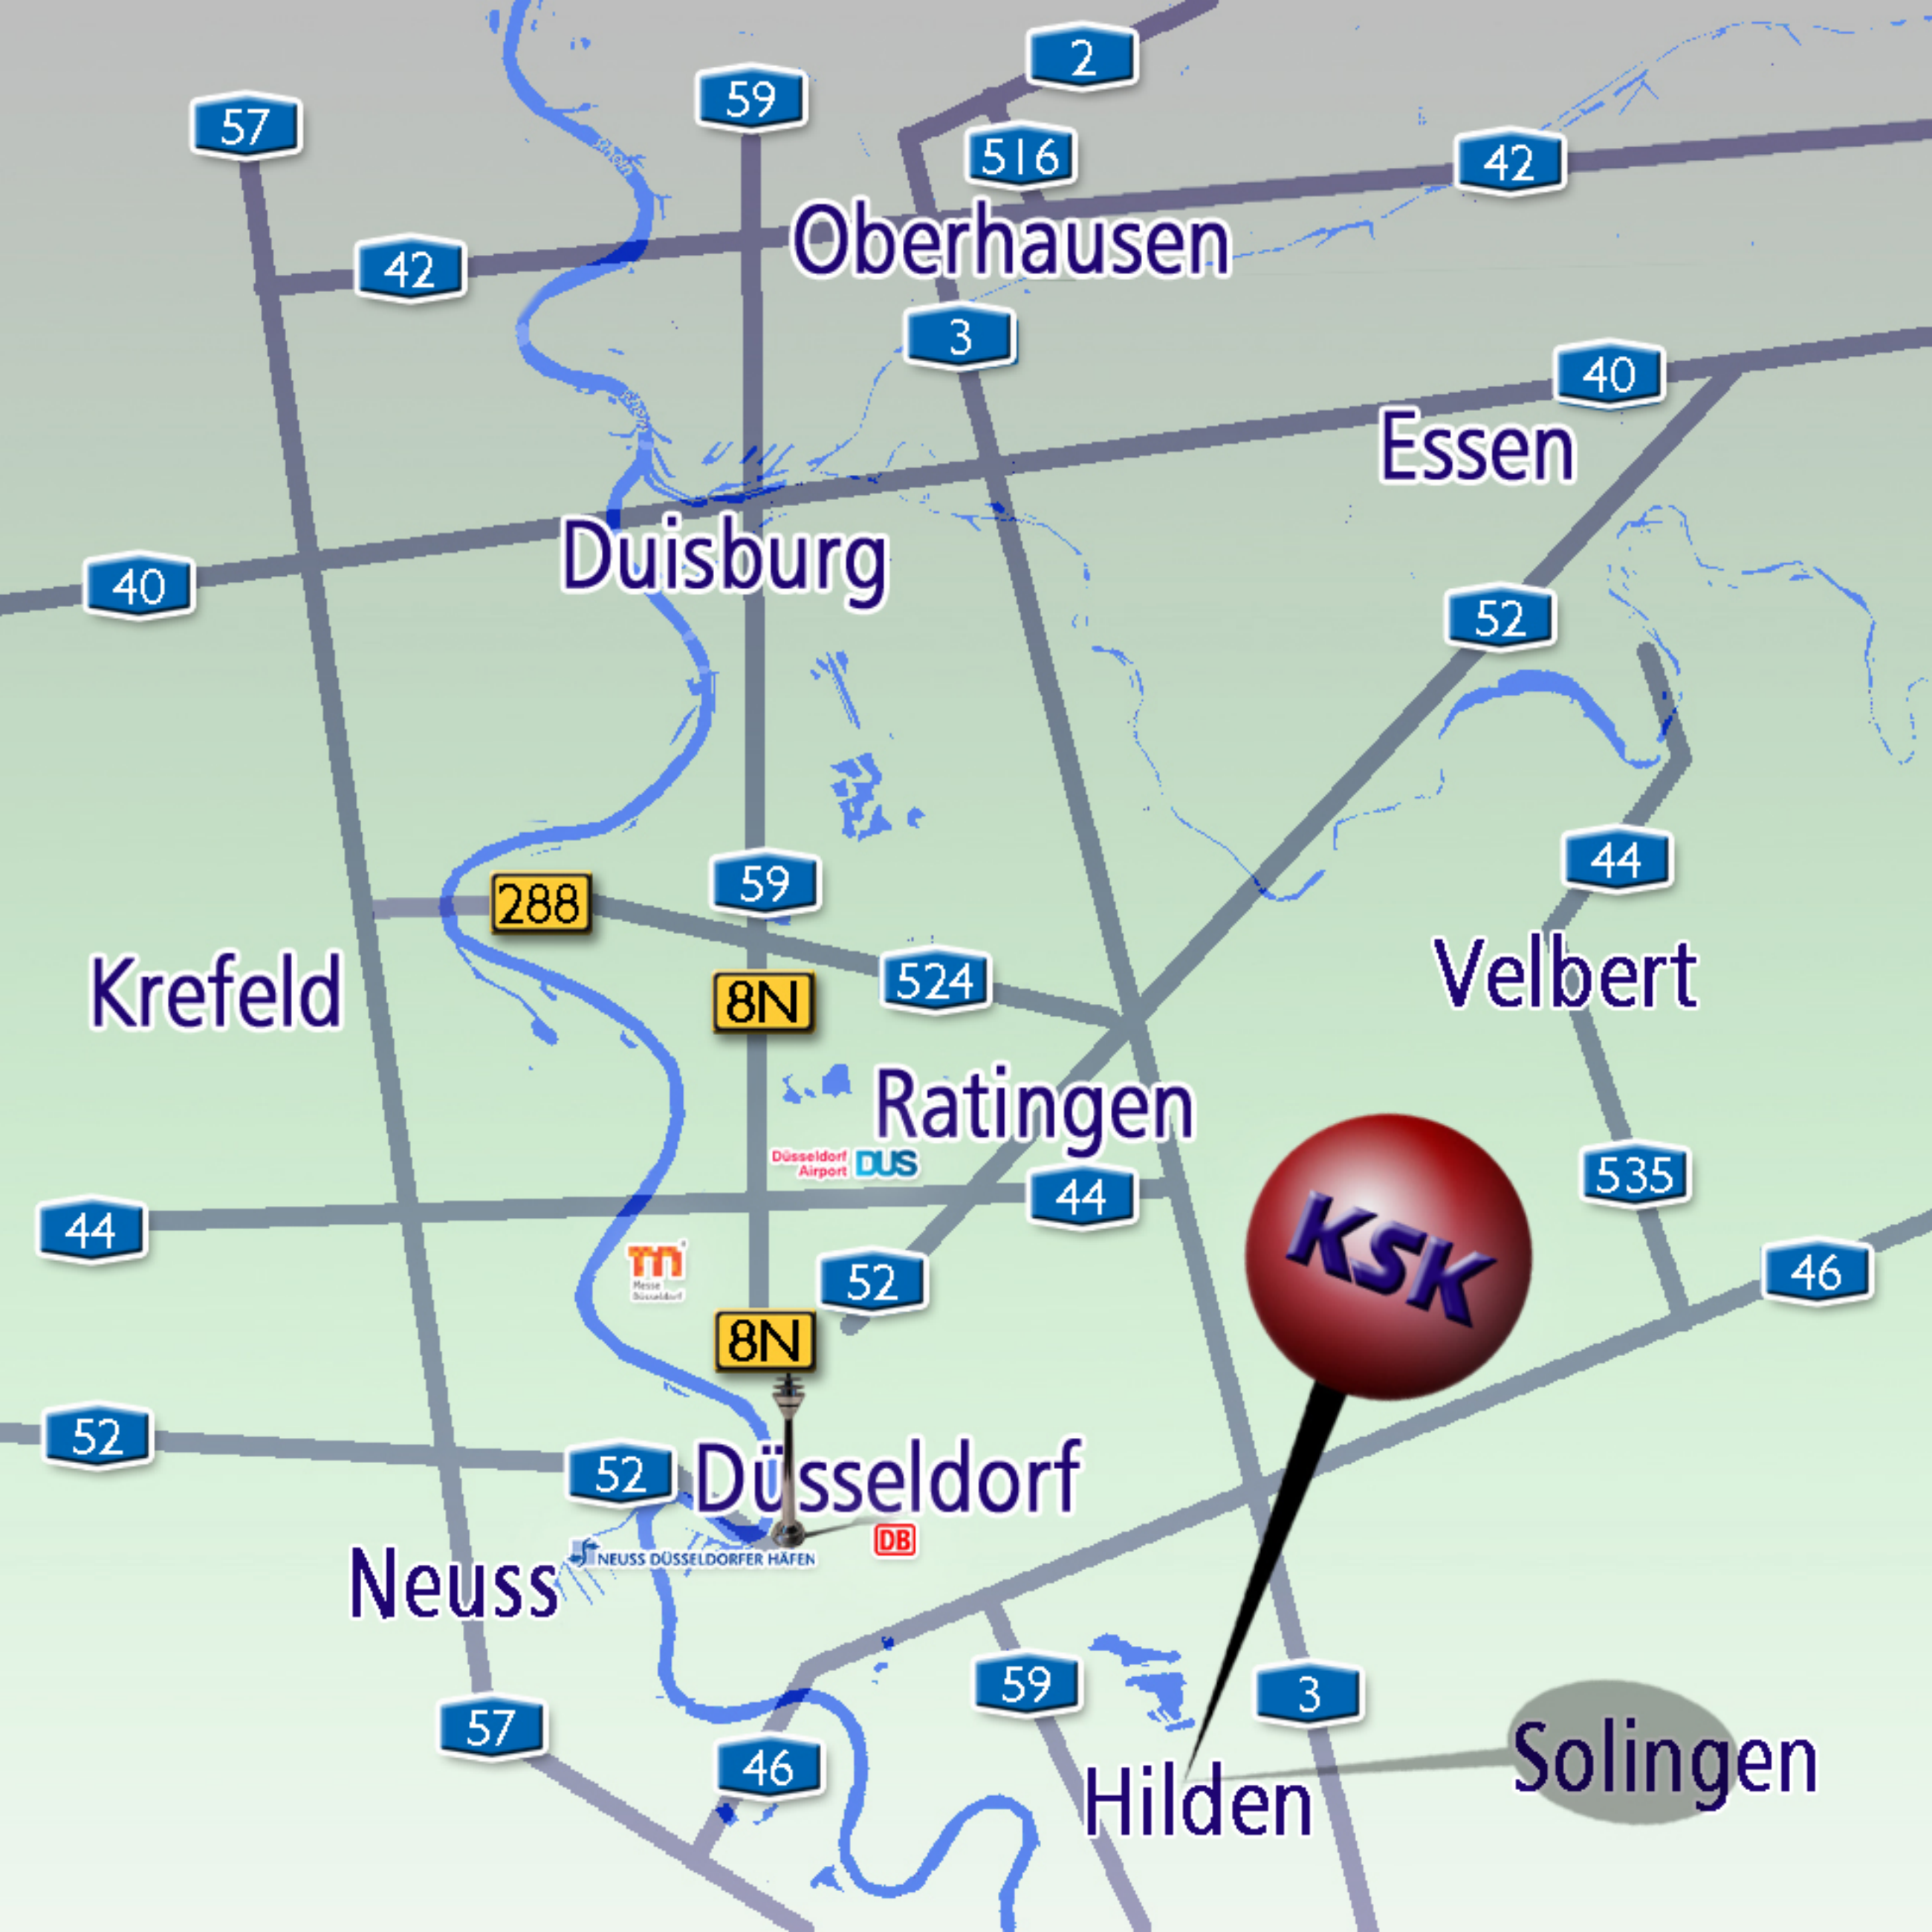 2
59
57
516
42
Oberhausen
42
3
40
Essen
Duisburg
40
52
44
59
288
Velbert
524
Krefeld
8N
Ratingen
Düsseldorf
Airport DUS
535
44
44
KSK
m
Messe
Düsseldorf
46
52
8N
52
52
Düsseldorf
DB
NEUSS DÜSSELDORFER HÄFEN
Neuss
59
3
57
46
Solingen
Hilden